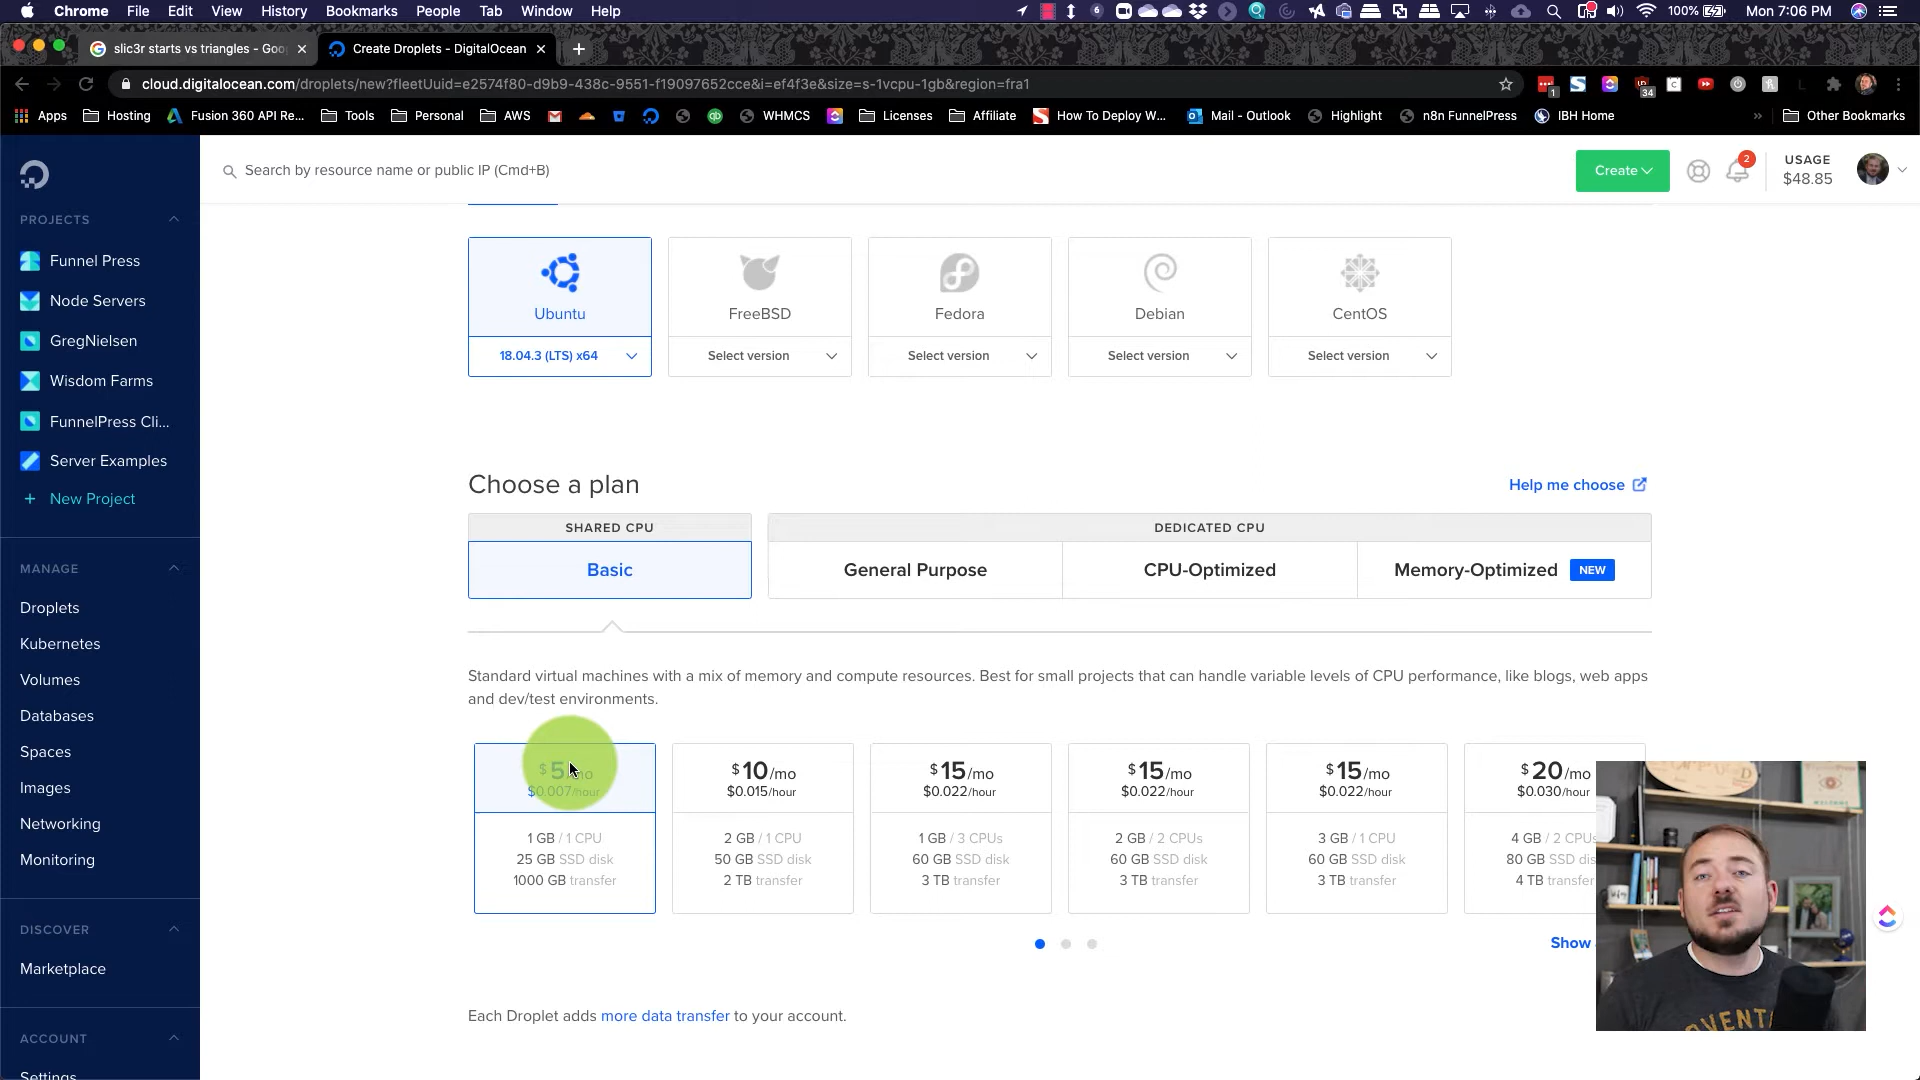 Chrome File Edit View History Bookmarks People Tab Window Help
100% Mon 7:06 PM
slic3r starts vs triangles - Goo
Create Droplets - DigitalOcean
cloud.digitalocean.com/droplets/new?fleetUuid=e2574f80-d9b9-438c-9551-f19097652cce&i=ef4f3e&size=s-1vcpu-1gb&region=fra1
Apps Hosting Fusion 360 API Re... Tools Personal AWS WHMCS Licenses Affiliate How To Deploy W... Mail - Outlook Highlight n8n FunnelPress IBH Home » Other Bookmarks
Search by resource name or public IP (Cmd+B)
Create
2
USAGE
$48.85
PROJECTS
Funnel Press
Node Servers
GregNielsen
Wisdom Farms
FunnelPress Cli...
Server Examples
+ New Project
MANAGE
Droplets
Kubernetes
Volumes
Databases
Spaces
Images
Networking
Monitoring
DISCOVER
Marketplace
ACCOUNT
Settings
Ubuntu
18.04.3 (LTS) x64
FreeBSD
Select version
Fedora
Select version
Debian
Select version
CentOS
Select version
Choose a plan
Help me choose
SHARED CPU
Basic
DEDICATED CPU
General Purpose
CPU-Optimized
Memory-Optimized NEW
Standard virtual machines with a mix of memory and compute resources. Best for small projects that can handle variable levels of CPU performance, like blogs, web apps
and dev/test environments.
$5/mo
$0.007/hour
1 GB / 1 CPU
25 GB SSD disk
1000 GB transfer
$10/mo
$0.015/hour
2 GB / 1 CPU
50 GB SSD disk
2 TB transfer
$15/mo
$0.022/hour
1 GB / 3 CPUs
60 GB SSD disk
3 TB transfer
$15/mo
$0.022/hour
2 GB / 2 CPUs
60 GB SSD disk
3 TB transfer
$15/mo
$0.022/hour
3 GB / 1 CPU
60 GB SSD disk
3 TB transfer
$20/mo
$0.030/hour
4 GB / 2 CPUs
80 GB SSD dis
4 TB transfer
Show
Each Droplet adds more data transfer to your account.